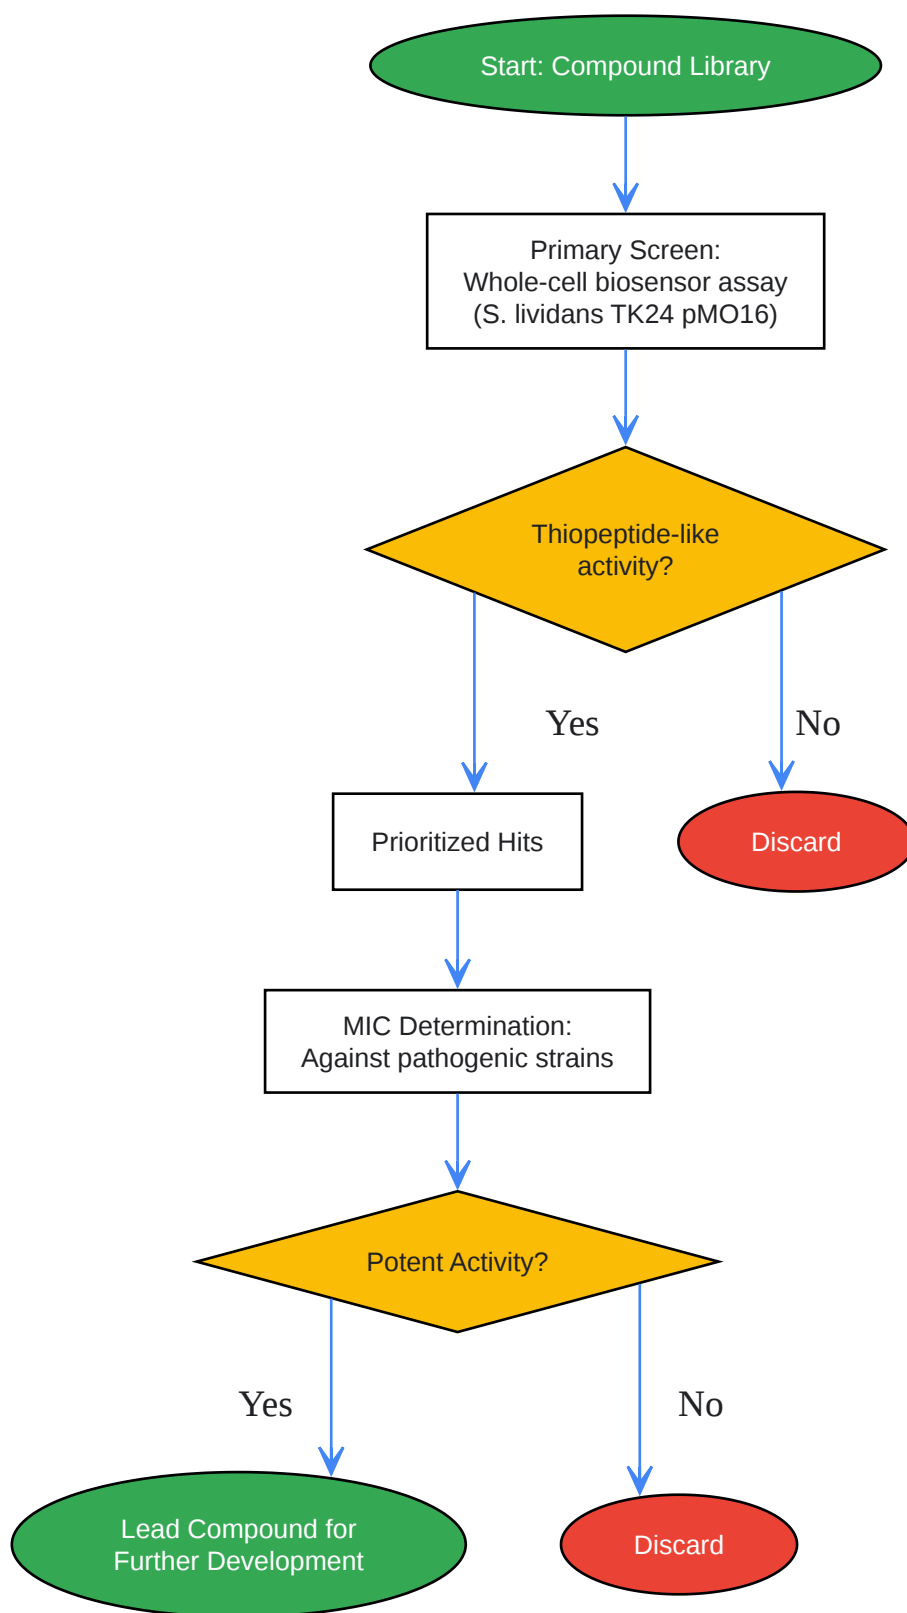 Start: Compound Library
Primary Screen:
Whole-cell biosensor assay
(S. lividans TK24 pMO16)
Thiopeptide-like
activity?
Yes
No
Prioritized Hits
Discard
MIC Determination:
Against pathogenic strains
Potent Activity?
Yes
No
Lead Compound for
Further Development
Discard